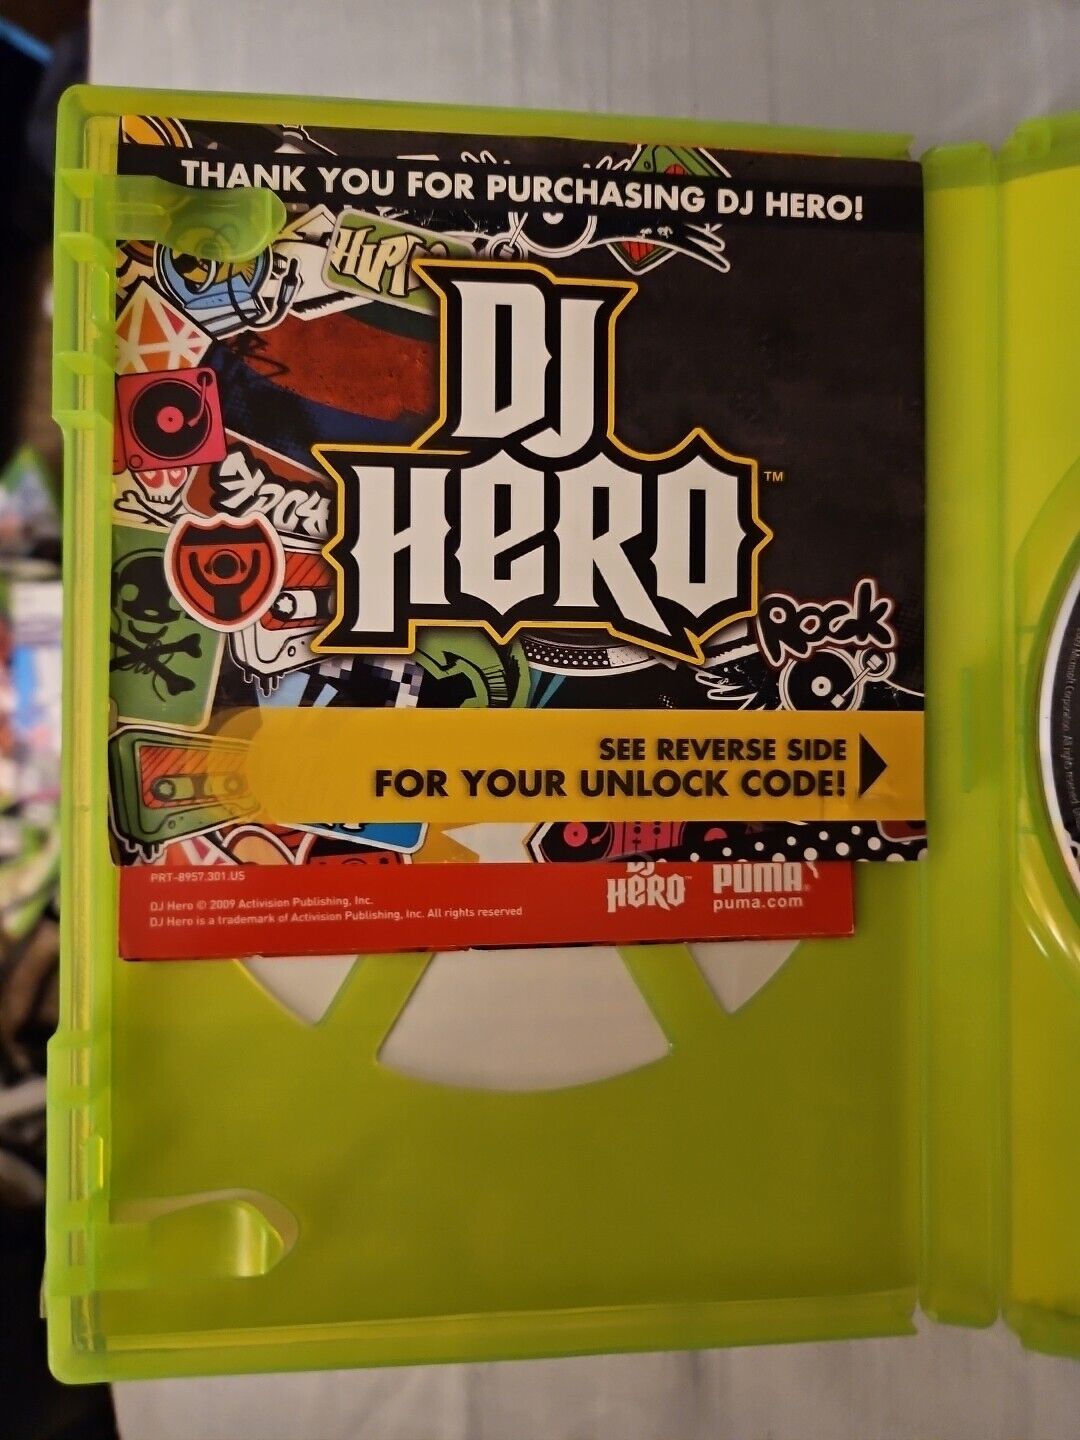 THANK YOU FOR PURCHASING DJ HERO!
DJ
HERO
™
ROCK
SEE REVERSE SIDE
FOR YOUR UNLOCK CODE!
PRT-8957.301.US
DJ Hero © 2009 Activision Publishing, Inc.
DJ Hero is a trademark of Activision Publishing, Inc. All rights reserved
DJ
HERO™
PUMA®
puma.com